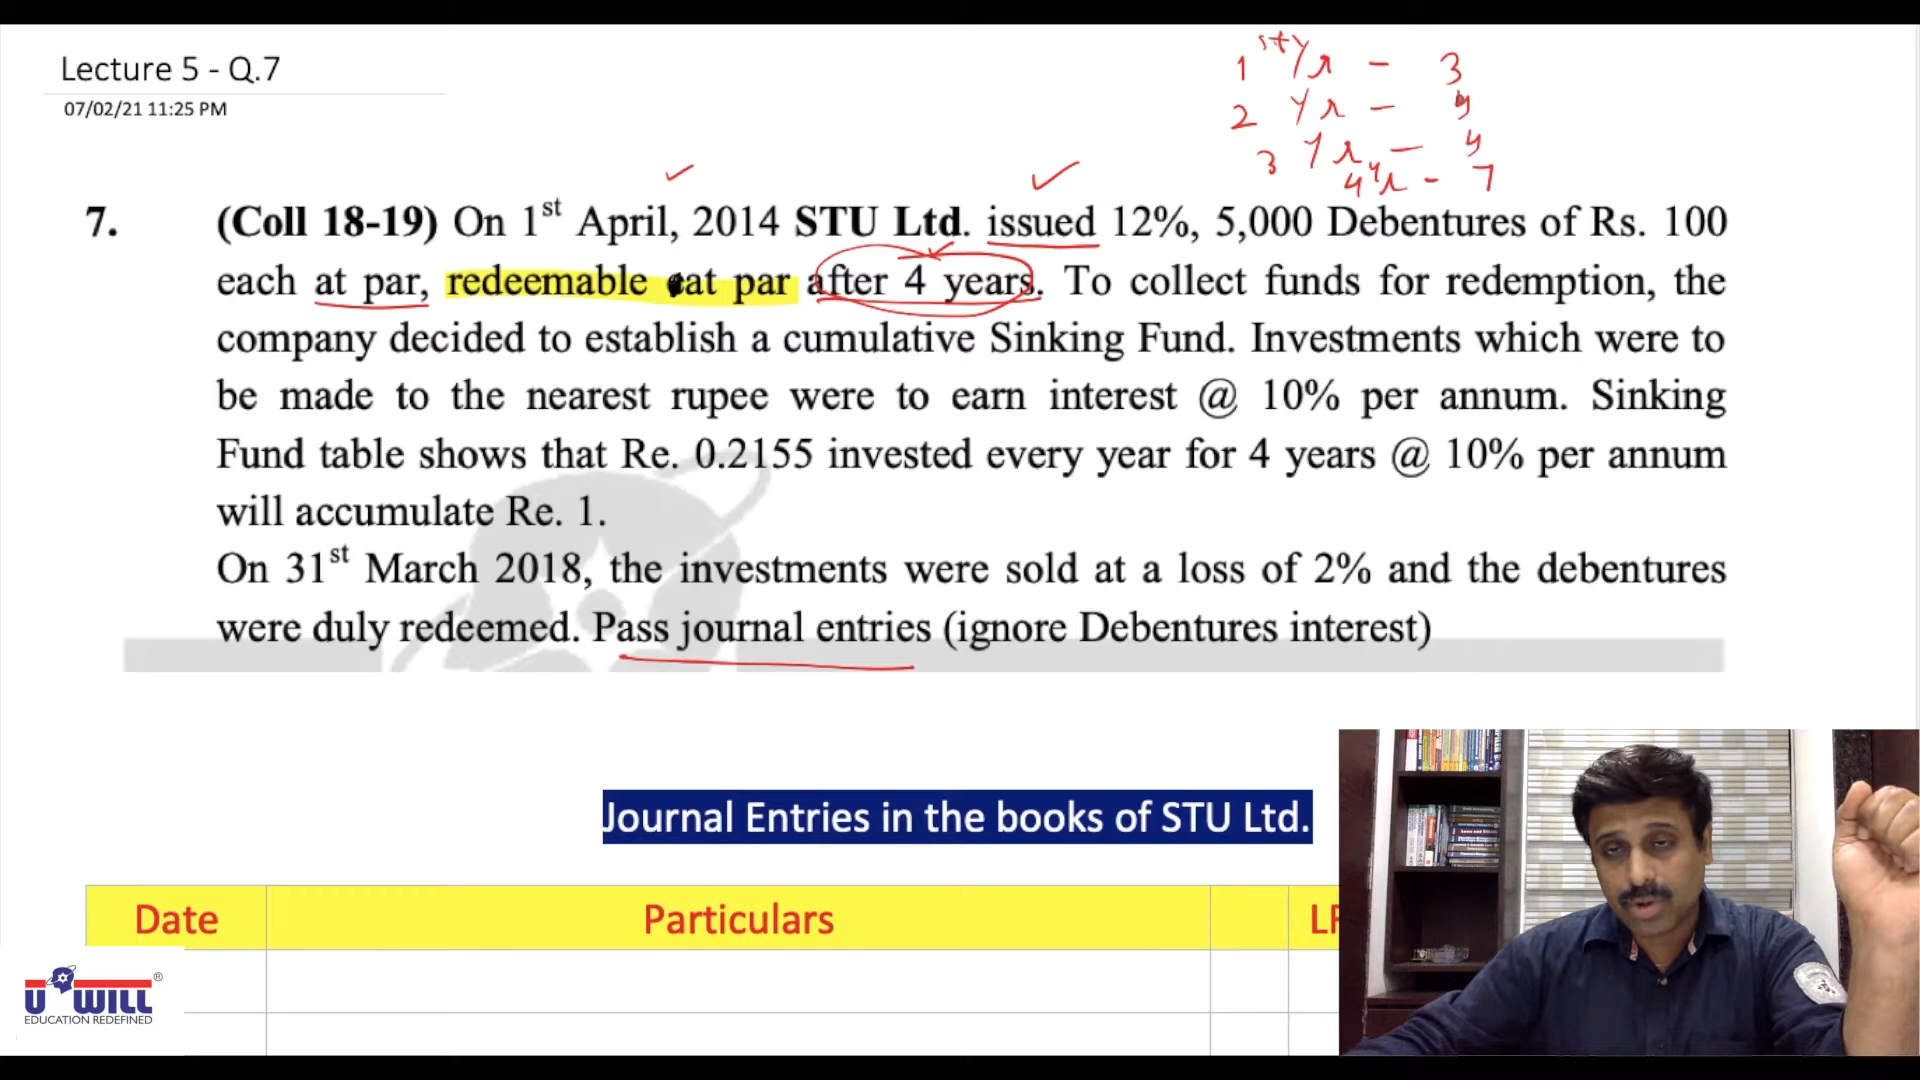 Lecture 5 - Q.7
07/02/21 11:25 PM
1st Yr - 3
2 Yr - 4
3 Yr - 4
4 Yr - 7
7. (Coll 18-19) On 1st April, 2014 STU Ltd. issued 12%, 5,000 Debentures of Rs. 100
each at par, redeemable at par after 4 years. To collect funds for redemption, the
company decided to establish a cumulative Sinking Fund. Investments which were to
be made to the nearest rupee were to earn interest @ 10% per annum. Sinking
Fund table shows that Re. 0.2155 invested every year for 4 years @ 10% per annum
will accumulate Re. 1.
On 31st March 2018, the investments were sold at a loss of 2% and the debentures
were duly redeemed. Pass journal entries (ignore Debentures interest)
Journal Entries in the books of STU Ltd.
Date Particulars LF
U WILL ®
EDUCATION REDEFINED